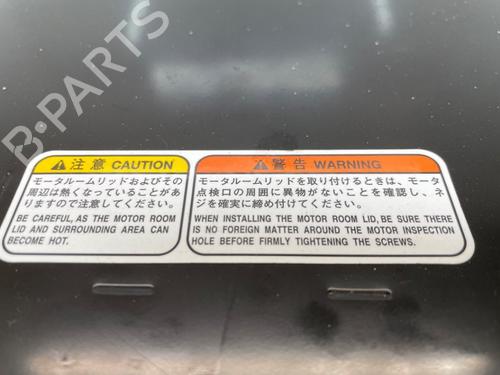 B-PARTS
⚠ 注意 CAUTION
モータルームリッドおよびその
周辺は熱くなっていることがあ
りますので注意してください。
BE CAREFUL, AS THE MOTOR ROOM
LID AND SURROUNDING AREA CAN
BECOME HOT.
⚠ 警告 WARNING
モータルームリッドを取り付けるときは、モータ
点検口の周囲に異物がないことを確認し、ネ
ジを確実に締め付けてください。
WHEN INSTALLING THE MOTOR ROOM LID, BE SURE THERE
IS NO FOREIGN MATTER AROUND THE MOTOR INSPECTION
HOLE BEFORE FIRMLY TIGHTENING THE SCREWS.